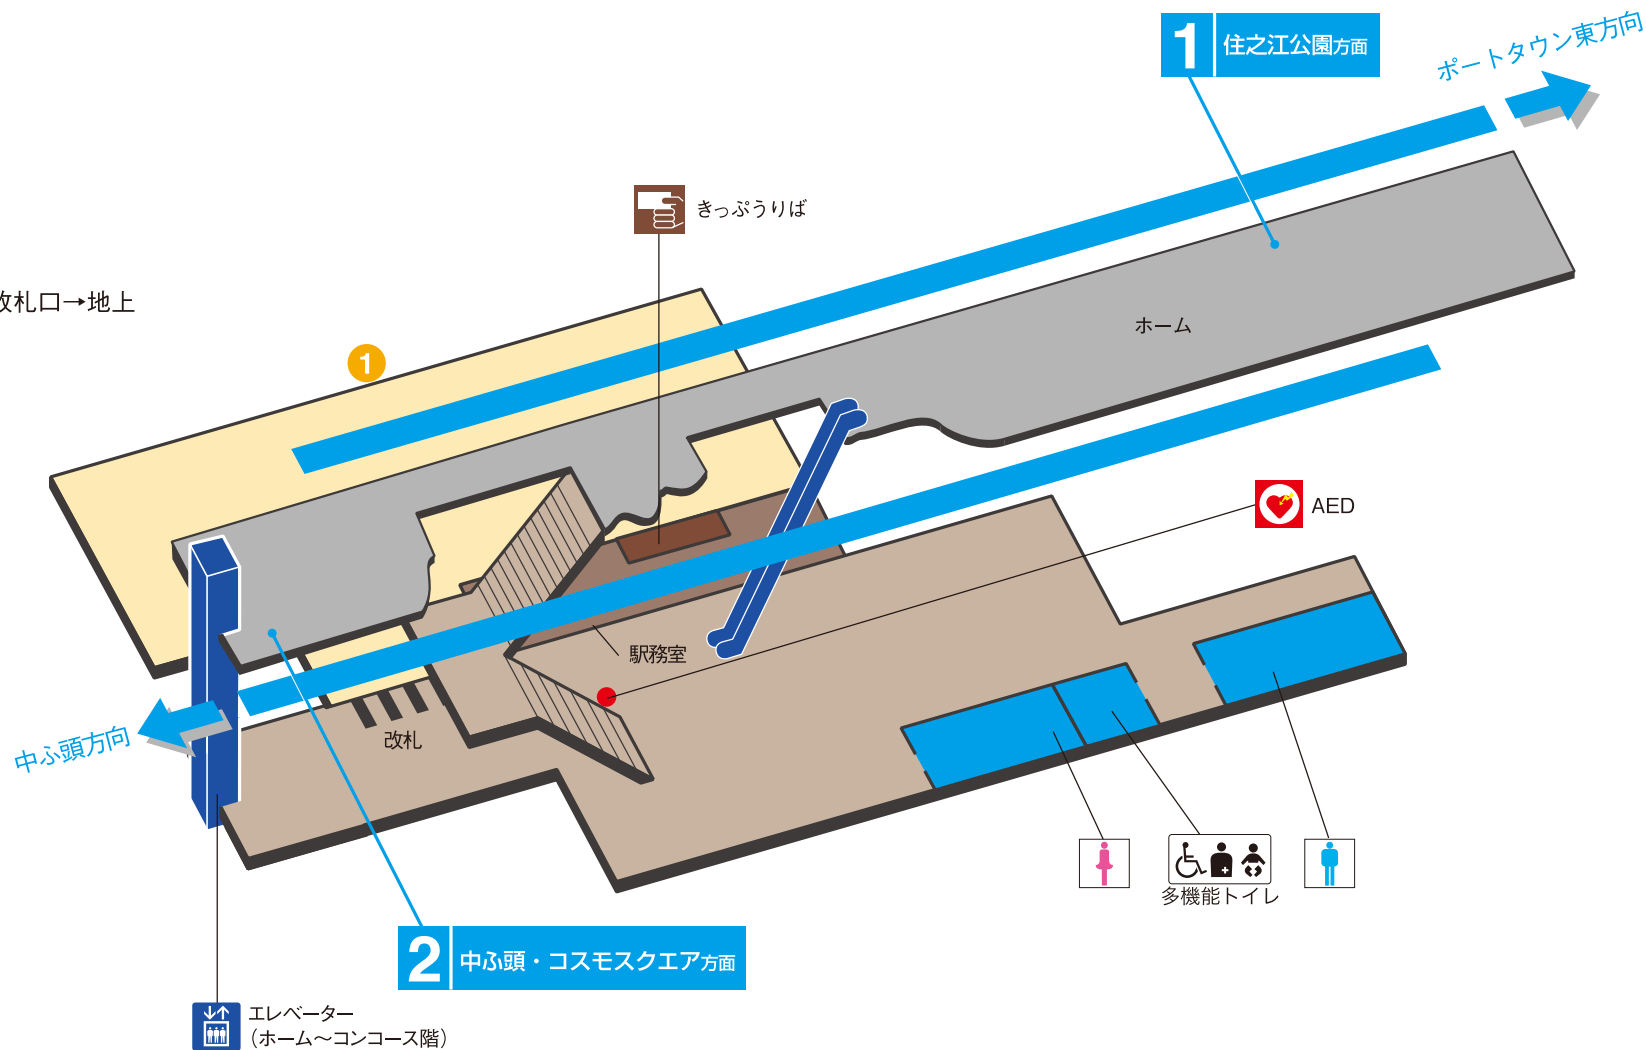 1 住之江公園方面
ポートタウン東方向
きっぷうりば
改札口→地上
1
ホーム
AED
駅務室
改札
中ふ頭方向
多機能トイレ
2 中ふ頭・コスモスクエア方面
エレベーター
（ホーム～コンコース階）